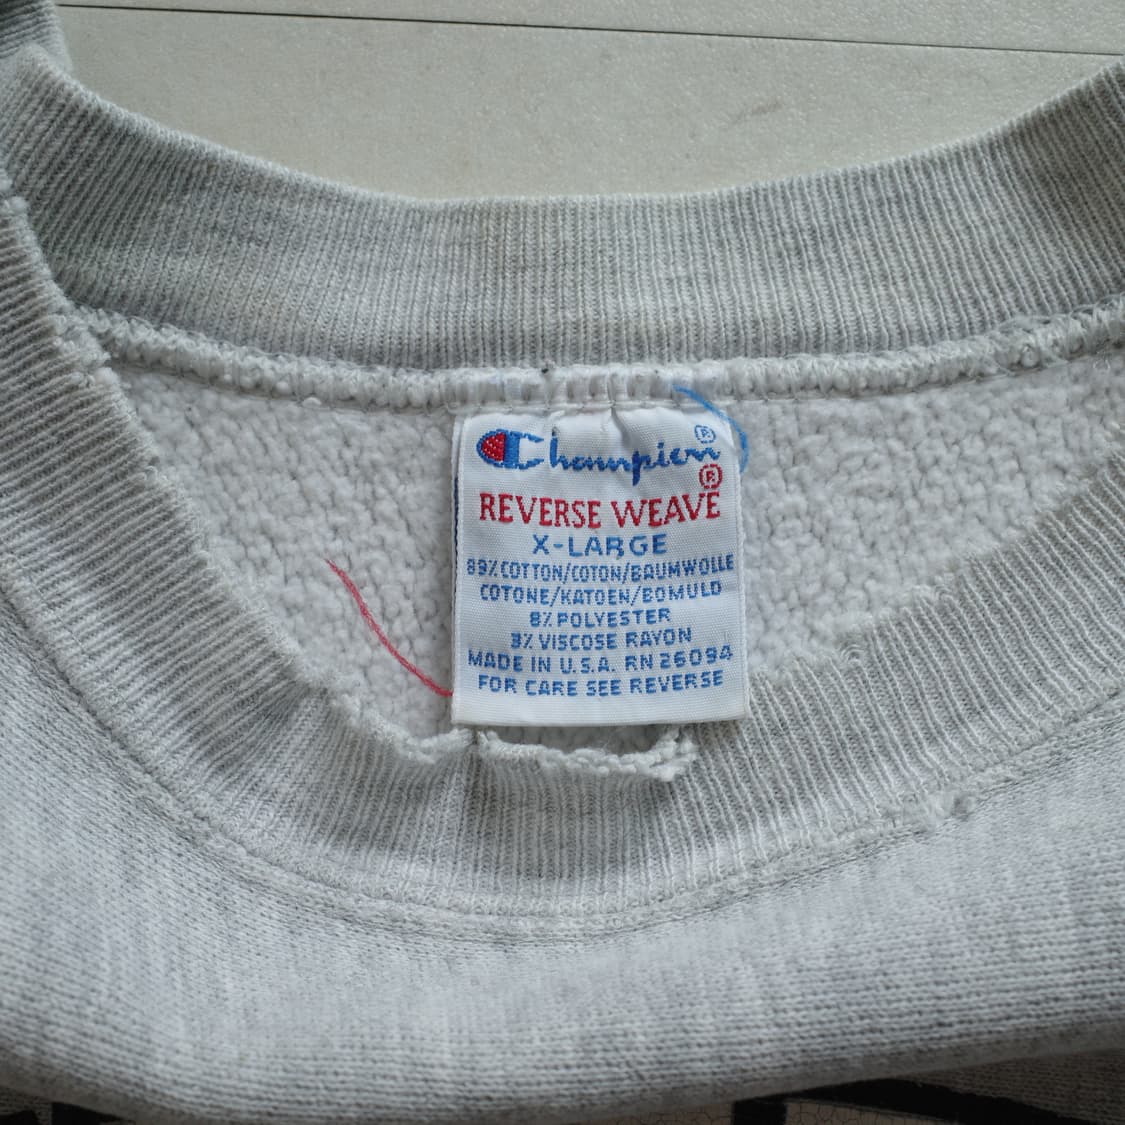 Champion®
REVERSE WEAVE®
X-LARGE
89% COTTON/COTON/BAUMWOLLE
COTONE/KATOEN/BOMULD
8% POLYESTER
3% VISCOSE RAYON
MADE IN U.S.A. RN 26094
FOR CARE SEE REVERSE